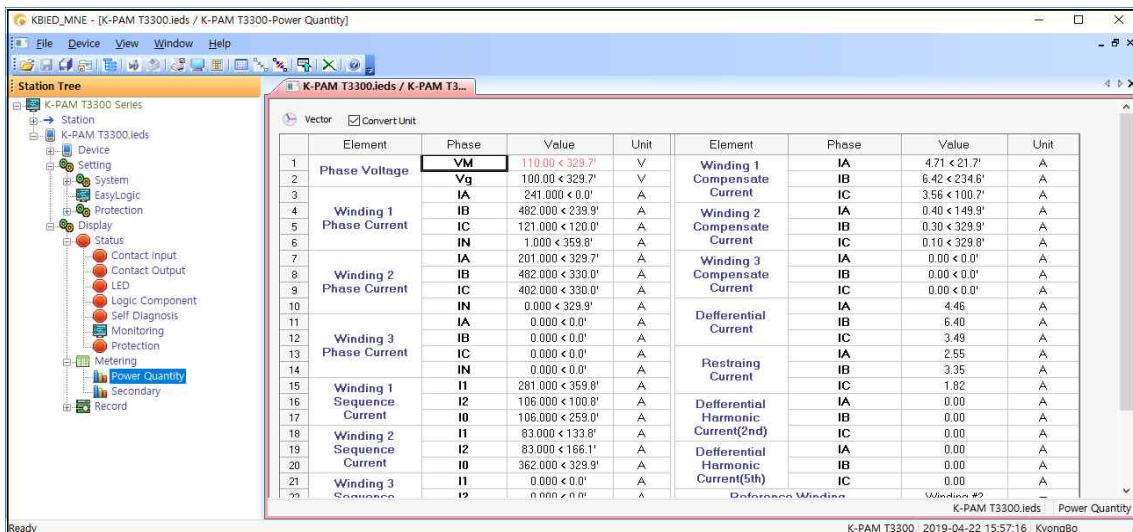 KBIED_MNE - [K-PAM T3300.ieds / K-PAM T3300-Power Quantity]
File Device View Window Help
Station Tree
K-PAM T3300 Series
Station
K-PAM T3300.ieds
Device
Setting
System
EasyLogic
Protection
Display
Status
Contact Input
Contact Output
LED
Logic Component
Self Diagnosis
Monitoring
Protection
Metering
Power Quantity
Secondary
Record
K-PAM T3300.ieds / K-PAM T3...
Vector Convert Unit
Element Phase Value Unit Element Phase Value Unit
1 Phase Voltage VM 110.00 < 329.7' V Winding 1 Compensate Current IA 4.71 < 21.7' A
2 Vg 100.00 < 329.7' V IB 6.42 < 234.6' A
3 Winding 1 Phase Current IA 241.000 < 0.0' A IC 3.56 < 100.7' A
4 IB 482.000 < 239.9' A Winding 2 Compensate Current IA 0.40 < 149.9' A
5 IC 121.000 < 120.0' A IB 0.30 < 329.9' A
6 IN 1.000 < 359.8' A IC 0.10 < 329.8' A
7 Winding 2 Phase Current IA 201.000 < 329.7' A Winding 3 Compensate Current IA 0.00 < 0.0' A
8 IB 482.000 < 330.0' A IB 0.00 < 0.0' A
9 IC 402.000 < 330.0' A IC 0.00 < 0.0' A
10 IN 0.000 < 329.9' A Defferential Current IA 4.46 A
11 Winding 3 Phase Current IA 0.000 < 0.0' A IB 6.40 A
12 IB 0.000 < 0.0' A IC 3.49 A
13 IC 0.000 < 0.0' A Restraing Current IA 2.55 A
14 IN 0.000 < 0.0' A IB 3.35 A
15 Winding 1 Sequence Current I1 281.000 < 359.8' A IC 1.82 A
16 I2 106.000 < 100.8' A Defferential Harmonic Current(2nd) IA 0.00 A
17 I0 106.000 < 259.0' A IB 0.00 A
18 Winding 2 Sequence Current I1 83.000 < 133.8' A IC 0.00 A
19 I2 83.000 < 166.1' A Defferential Harmonic Current(5th) IA 0.00 A
20 I0 362.000 < 329.9' A IB 0.00 A
21 Winding 3 Sequence I1 0.000 < 0.0' A IC 0.00 A
22 I2 0.000 < 0.0' A Reference Winding Winding #2 —
K-PAM T3300.ieds Power Quantity
Ready K-PAM T3300 2019-04-22 15:57:16 KyongBo